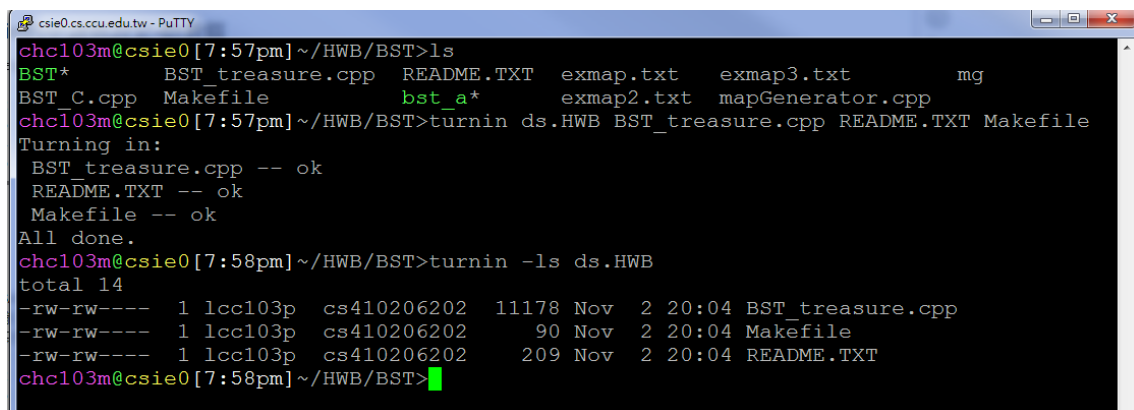 csie0.cs.ccu.edu.tw - PuTTY
chc103m@csie0[7:57pm]~/HWB/BST>ls
BST*       BST_treasure.cpp  README.TXT  exmap.txt   exmap3.txt        mg
BST_C.cpp  Makefile          bst_a*      exmap2.txt  mapGenerator.cpp
chc103m@csie0[7:57pm]~/HWB/BST>turnin ds.HWB BST_treasure.cpp README.TXT Makefile
Turning in:
 BST_treasure.cpp -- ok
 README.TXT -- ok
 Makefile -- ok
All done.
chc103m@csie0[7:58pm]~/HWB/BST>turnin -ls ds.HWB
total 14
-rw-rw----  1 lcc103p  cs410206202  11178 Nov  2 20:04 BST_treasure.cpp
-rw-rw----  1 lcc103p  cs410206202     90 Nov  2 20:04 Makefile
-rw-rw----  1 lcc103p  cs410206202    209 Nov  2 20:04 README.TXT
chc103m@csie0[7:58pm]~/HWB/BST>